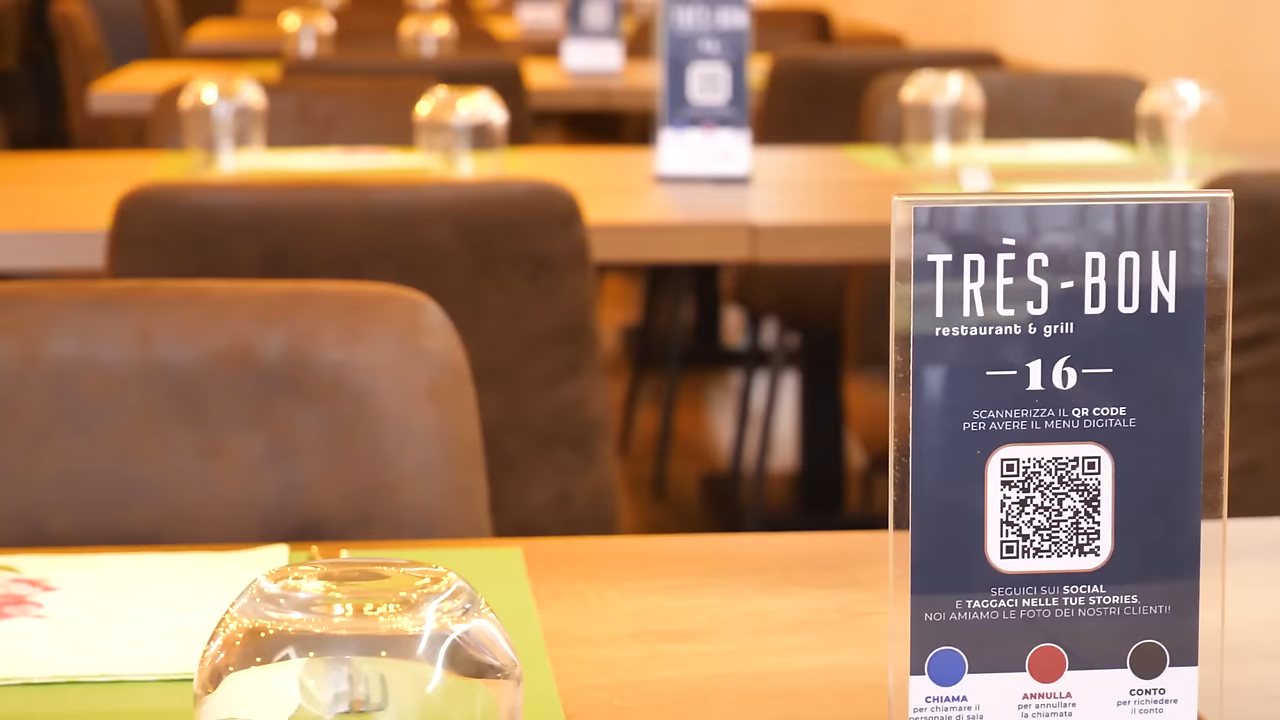 TRÈS-BON
restaurant & grill
—16—
SCANNERIZZA IL QR CODE
PER AVERE IL MENU DIGITALE
SEGUICI SUI SOCIAL
E TAGGACI NELLE TUE STORIES,
NOI AMIAMO LE FOTO DEI NOSTRI CLIENTI!
CHIAMA
per chiamare il
personale di sala
ANNULLA
per annullare
la chiamata
CONTO
per richiedere
il conto
TRÈS-BON